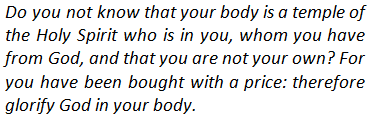 Do you not know that your body is a temple of
the Holy Spirit who is in you, whom you have
from God, and that you are not your own? For
you have been bought with a price: therefore
glorify God in your body.